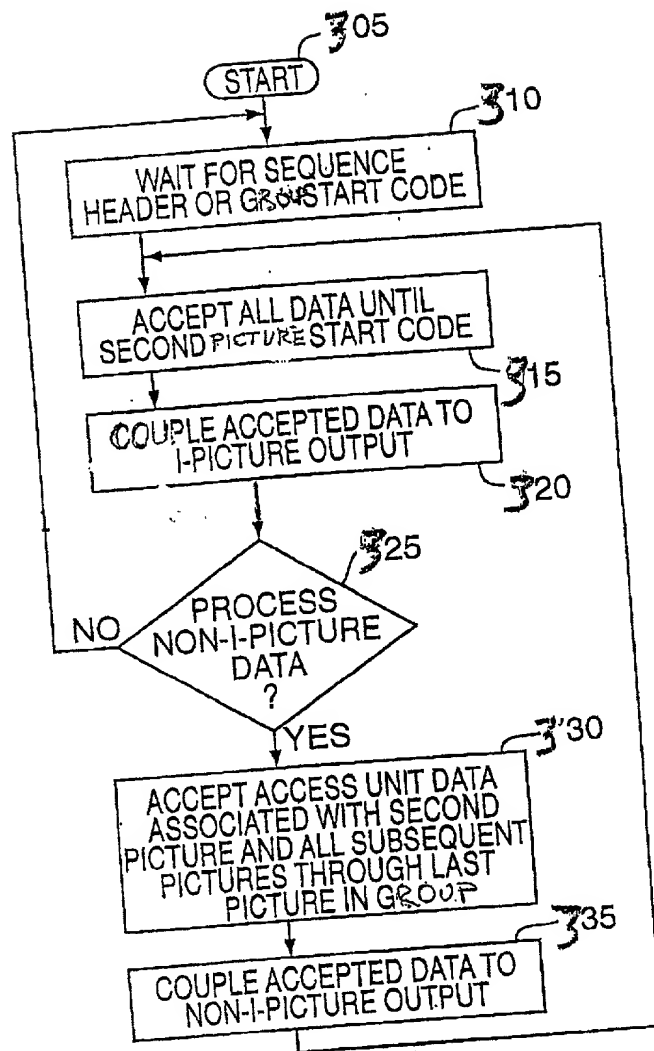 305
START
310
WAIT FOR SEQUENCE
HEADER OR GROUP START CODE
ACCEPT ALL DATA UNTIL
SECOND PICTURE START CODE
315
COUPLE ACCEPTED DATA TO
I-PICTURE OUTPUT
320
325
PROCESS
NON-I-PICTURE
DATA
?
NO
YES
330
ACCEPT ACCESS UNIT DATA
ASSOCIATED WITH SECOND
PICTURE AND ALL SUBSEQUENT
PICTURES THROUGH LAST
PICTURE IN GROUP
335
COUPLE ACCEPTED DATA TO
NON-I-PICTURE OUTPUT